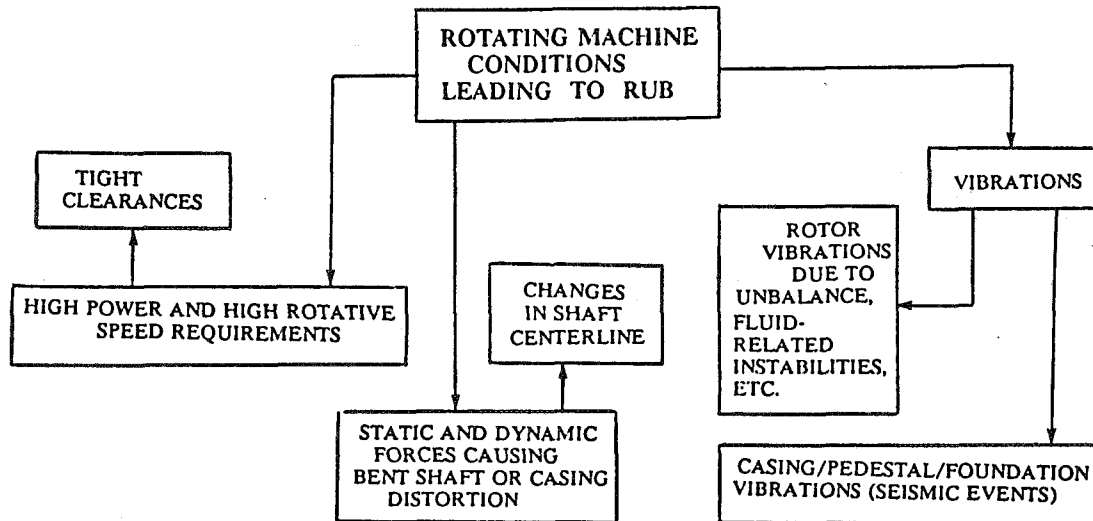 ROTATING MACHINE
CONDITIONS
LEADING TO RUB
TIGHT
CLEARANCES
HIGH POWER AND HIGH ROTATIVE
SPEED REQUIREMENTS
CHANGES
IN SHAFT
CENTERLINE
STATIC AND DYNAMIC
FORCES CAUSING
BENT SHAFT OR CASING
DISTORTION
VIBRATIONS
ROTOR
VIBRATIONS
DUE TO
UNBALANCE,
FLUID-
RELATED
INSTABILITIES,
ETC.
CASING/PEDESTAL/FOUNDATION
VIBRATIONS (SEISMIC EVENTS)